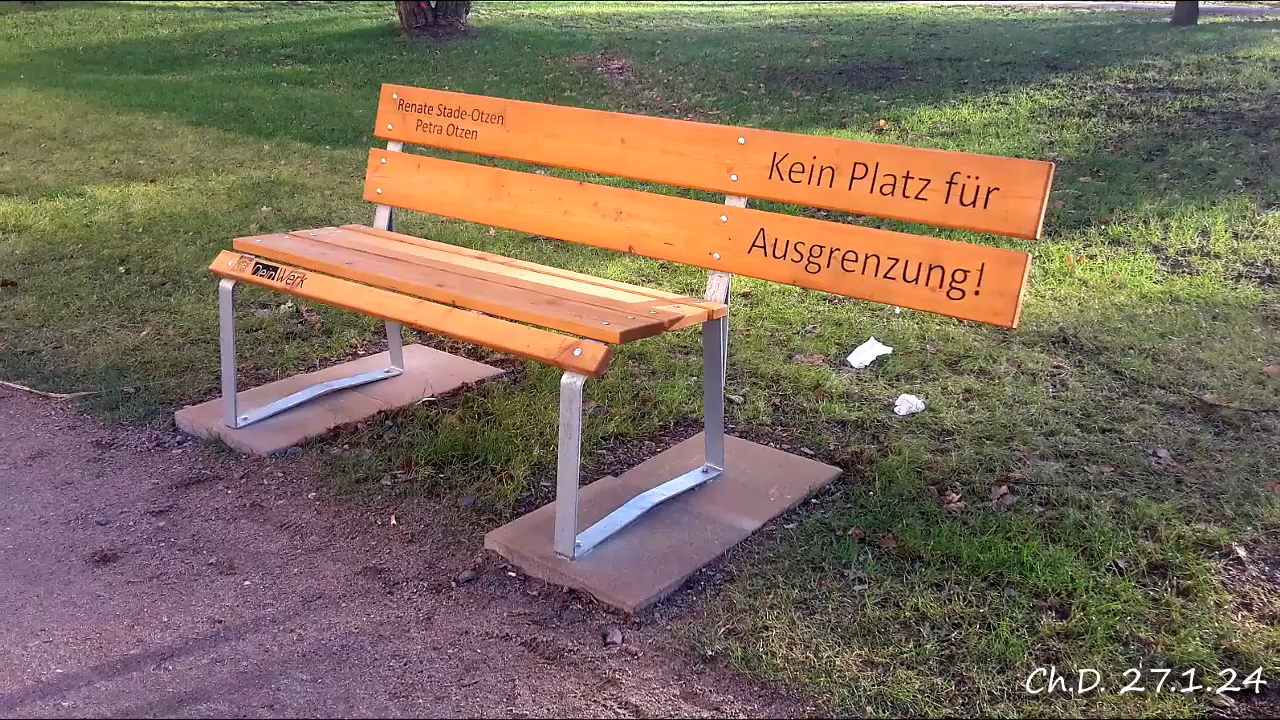 Renate Stade-Otzen
Petra Otzen
Kein Platz für
Ausgrenzung!
DeinWerk
Ch.D. 27.1.24